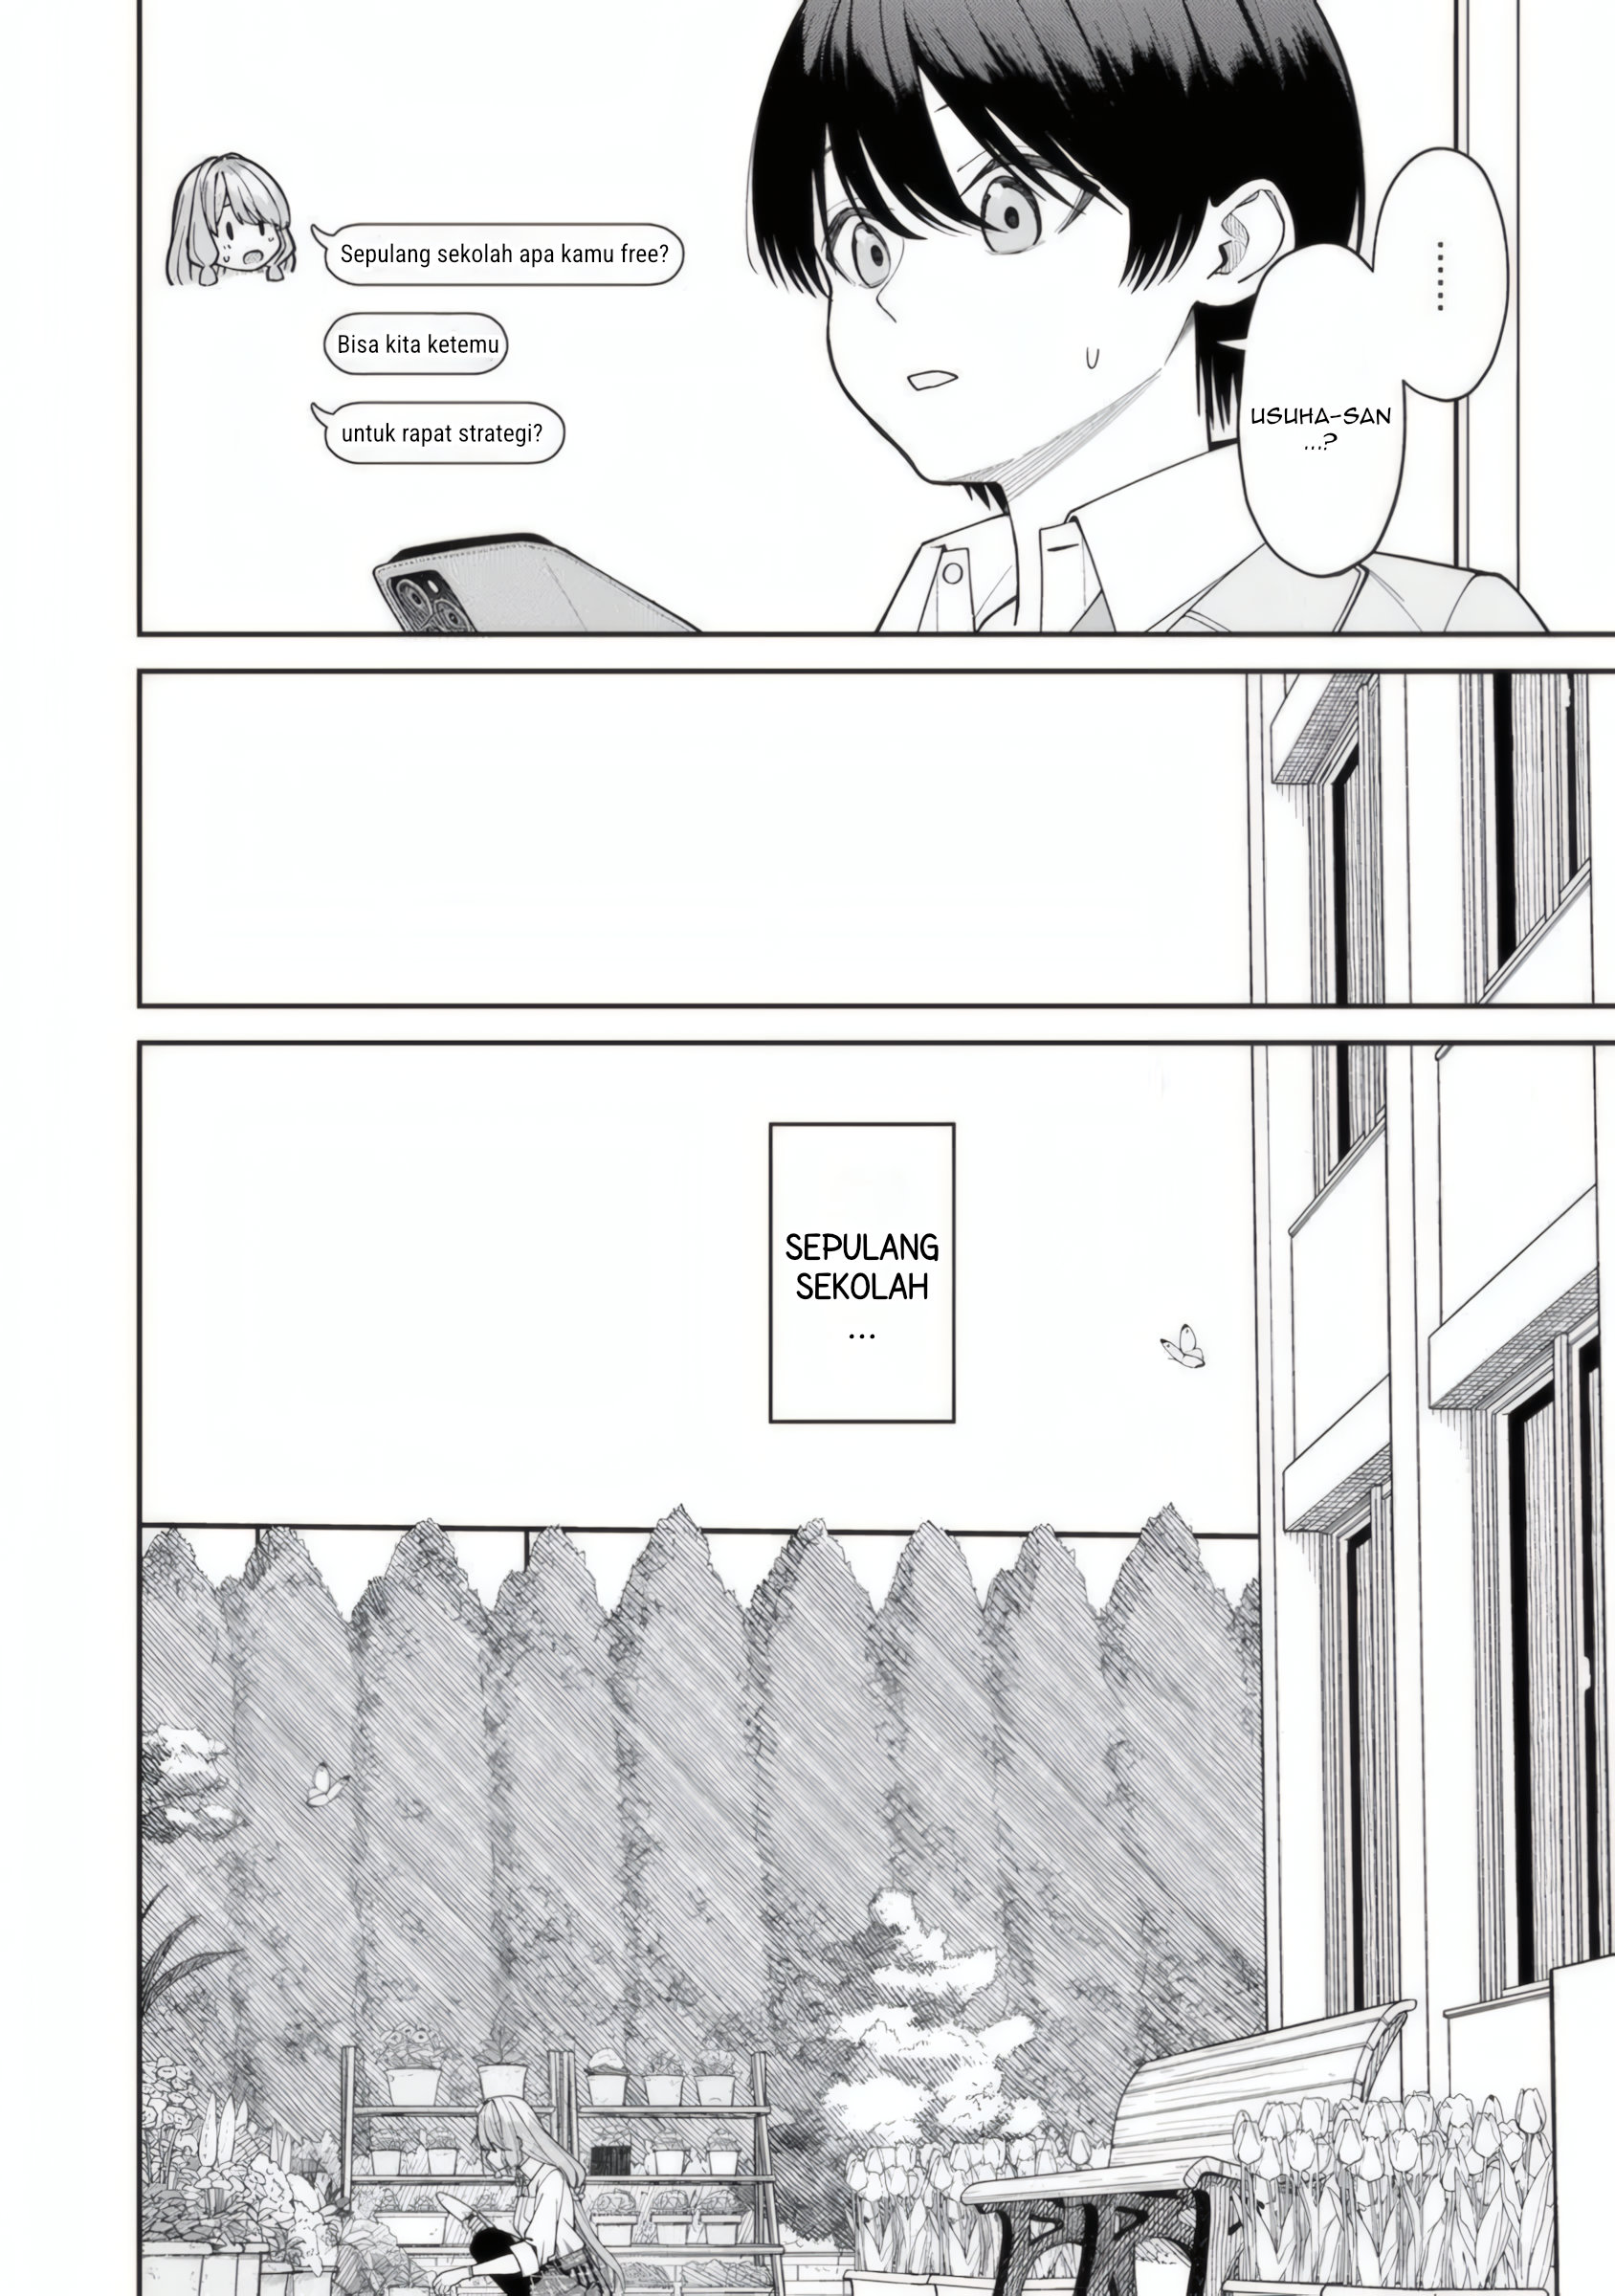 .......
USUHA-SAN
...?
Sepulang sekolah apa kamu free?
Bisa kita ketemu
untuk rapat strategi?
SEPULANG
SEKOLAH
...